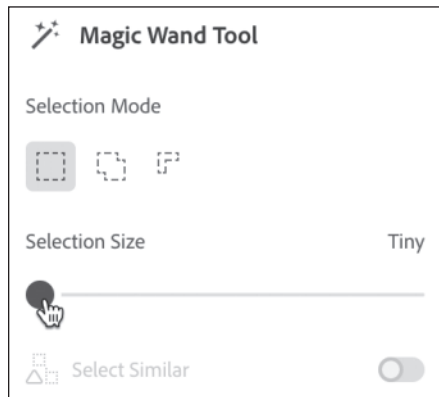 Magic Wand Tool
Selection Mode
Selection Size Tiny
Select Similar